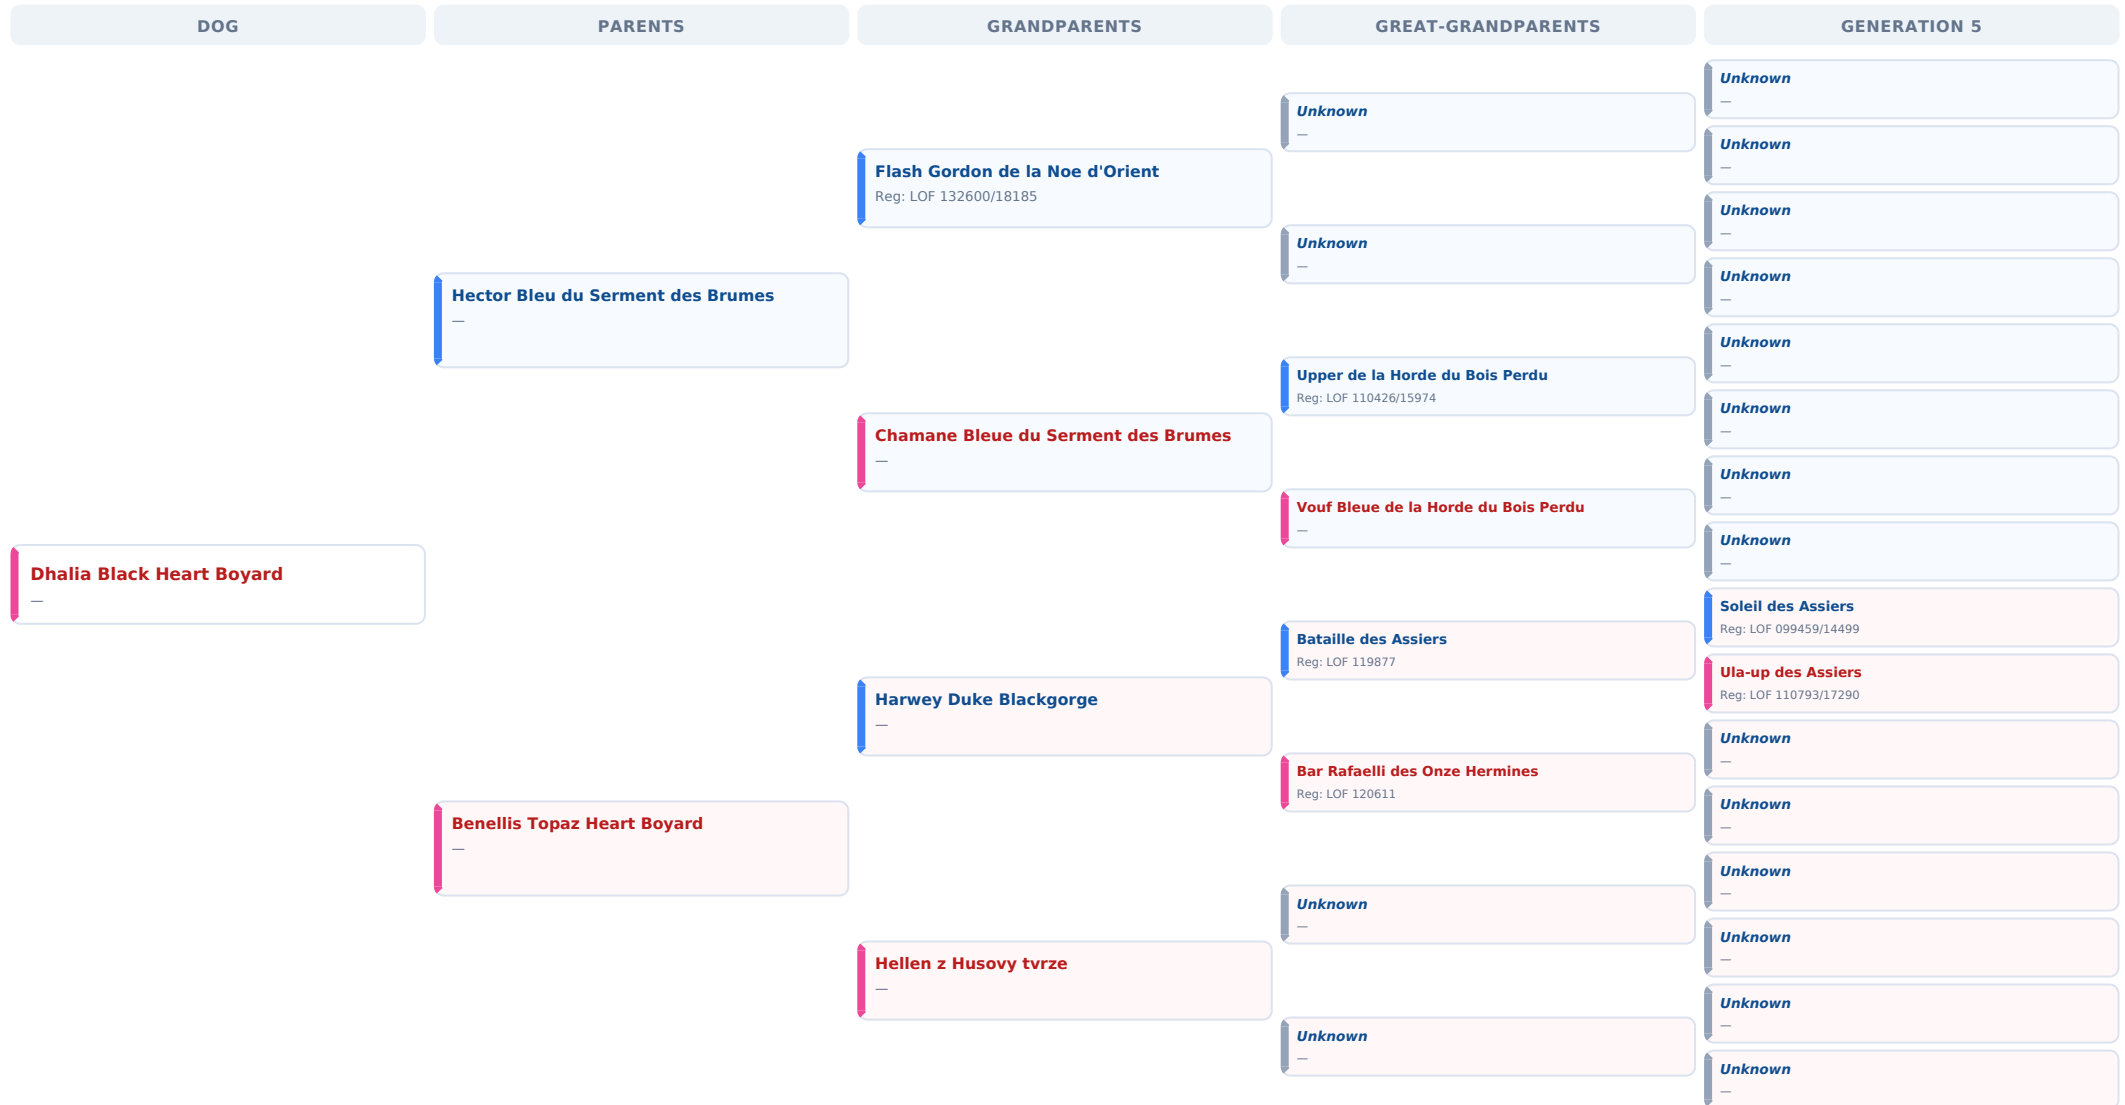 DOG
PARENTS
GRANDPARENTS
GREAT-GRANDPARENTS
GENERATION 5
Dhalia Black Heart Boyard
—
Hector Bleu du Serment des Brumes
—
Benellis Topaz Heart Boyard
—
Flash Gordon de la Noe d'Orient
Reg: LOF 132600/18185
Chamane Bleue du Serment des Brumes
—
Harwey Duke Blackgorge
—
Hellen z Husovy tvrze
—
Unknown
—
Unknown
—
Upper de la Horde du Bois Perdu
Reg: LOF 110426/15974
Vouf Bleue de la Horde du Bois Perdu
—
Bataille des Assiers
Reg: LOF 119877
Bar Rafaelli des Onze Hermines
Reg: LOF 120611
Unknown
—
Unknown
—
Unknown
—
Unknown
—
Unknown
—
Unknown
—
Unknown
—
Unknown
—
Unknown
—
Unknown
—
Soleil des Assiers
Reg: LOF 099459/14499
Ula-up des Assiers
Reg: LOF 110793/17290
Unknown
—
Unknown
—
Unknown
—
Unknown
—
Unknown
—
Unknown
—